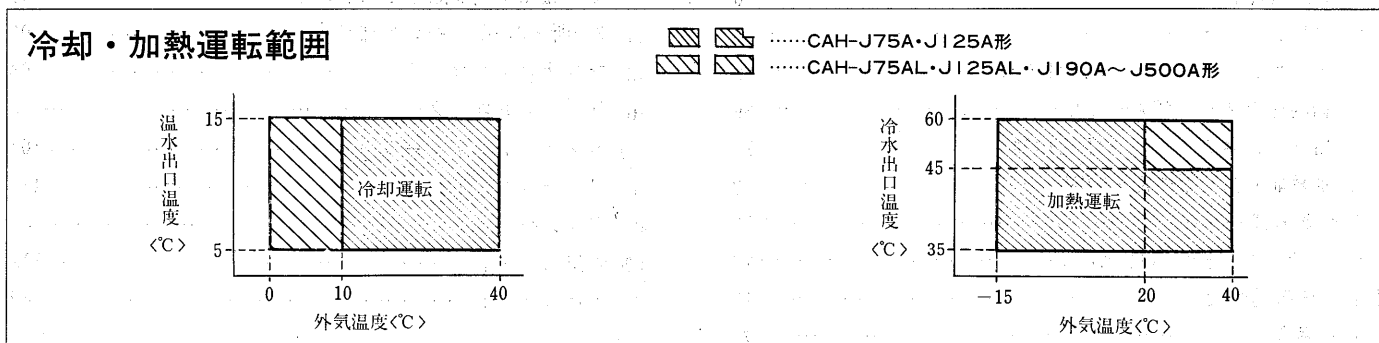 冷却・加熱運転範囲
……CAH-J75A・J125A形
……CAH-J75AL・J125AL・J190A～J500A形
温水出口温度
〈℃〉
15
5
冷却運転
0 10 40
外気温度〈℃〉
冷水出口温度
〈℃〉
60
45
35
加熱運転
−15 20 40
外気温度〈℃〉